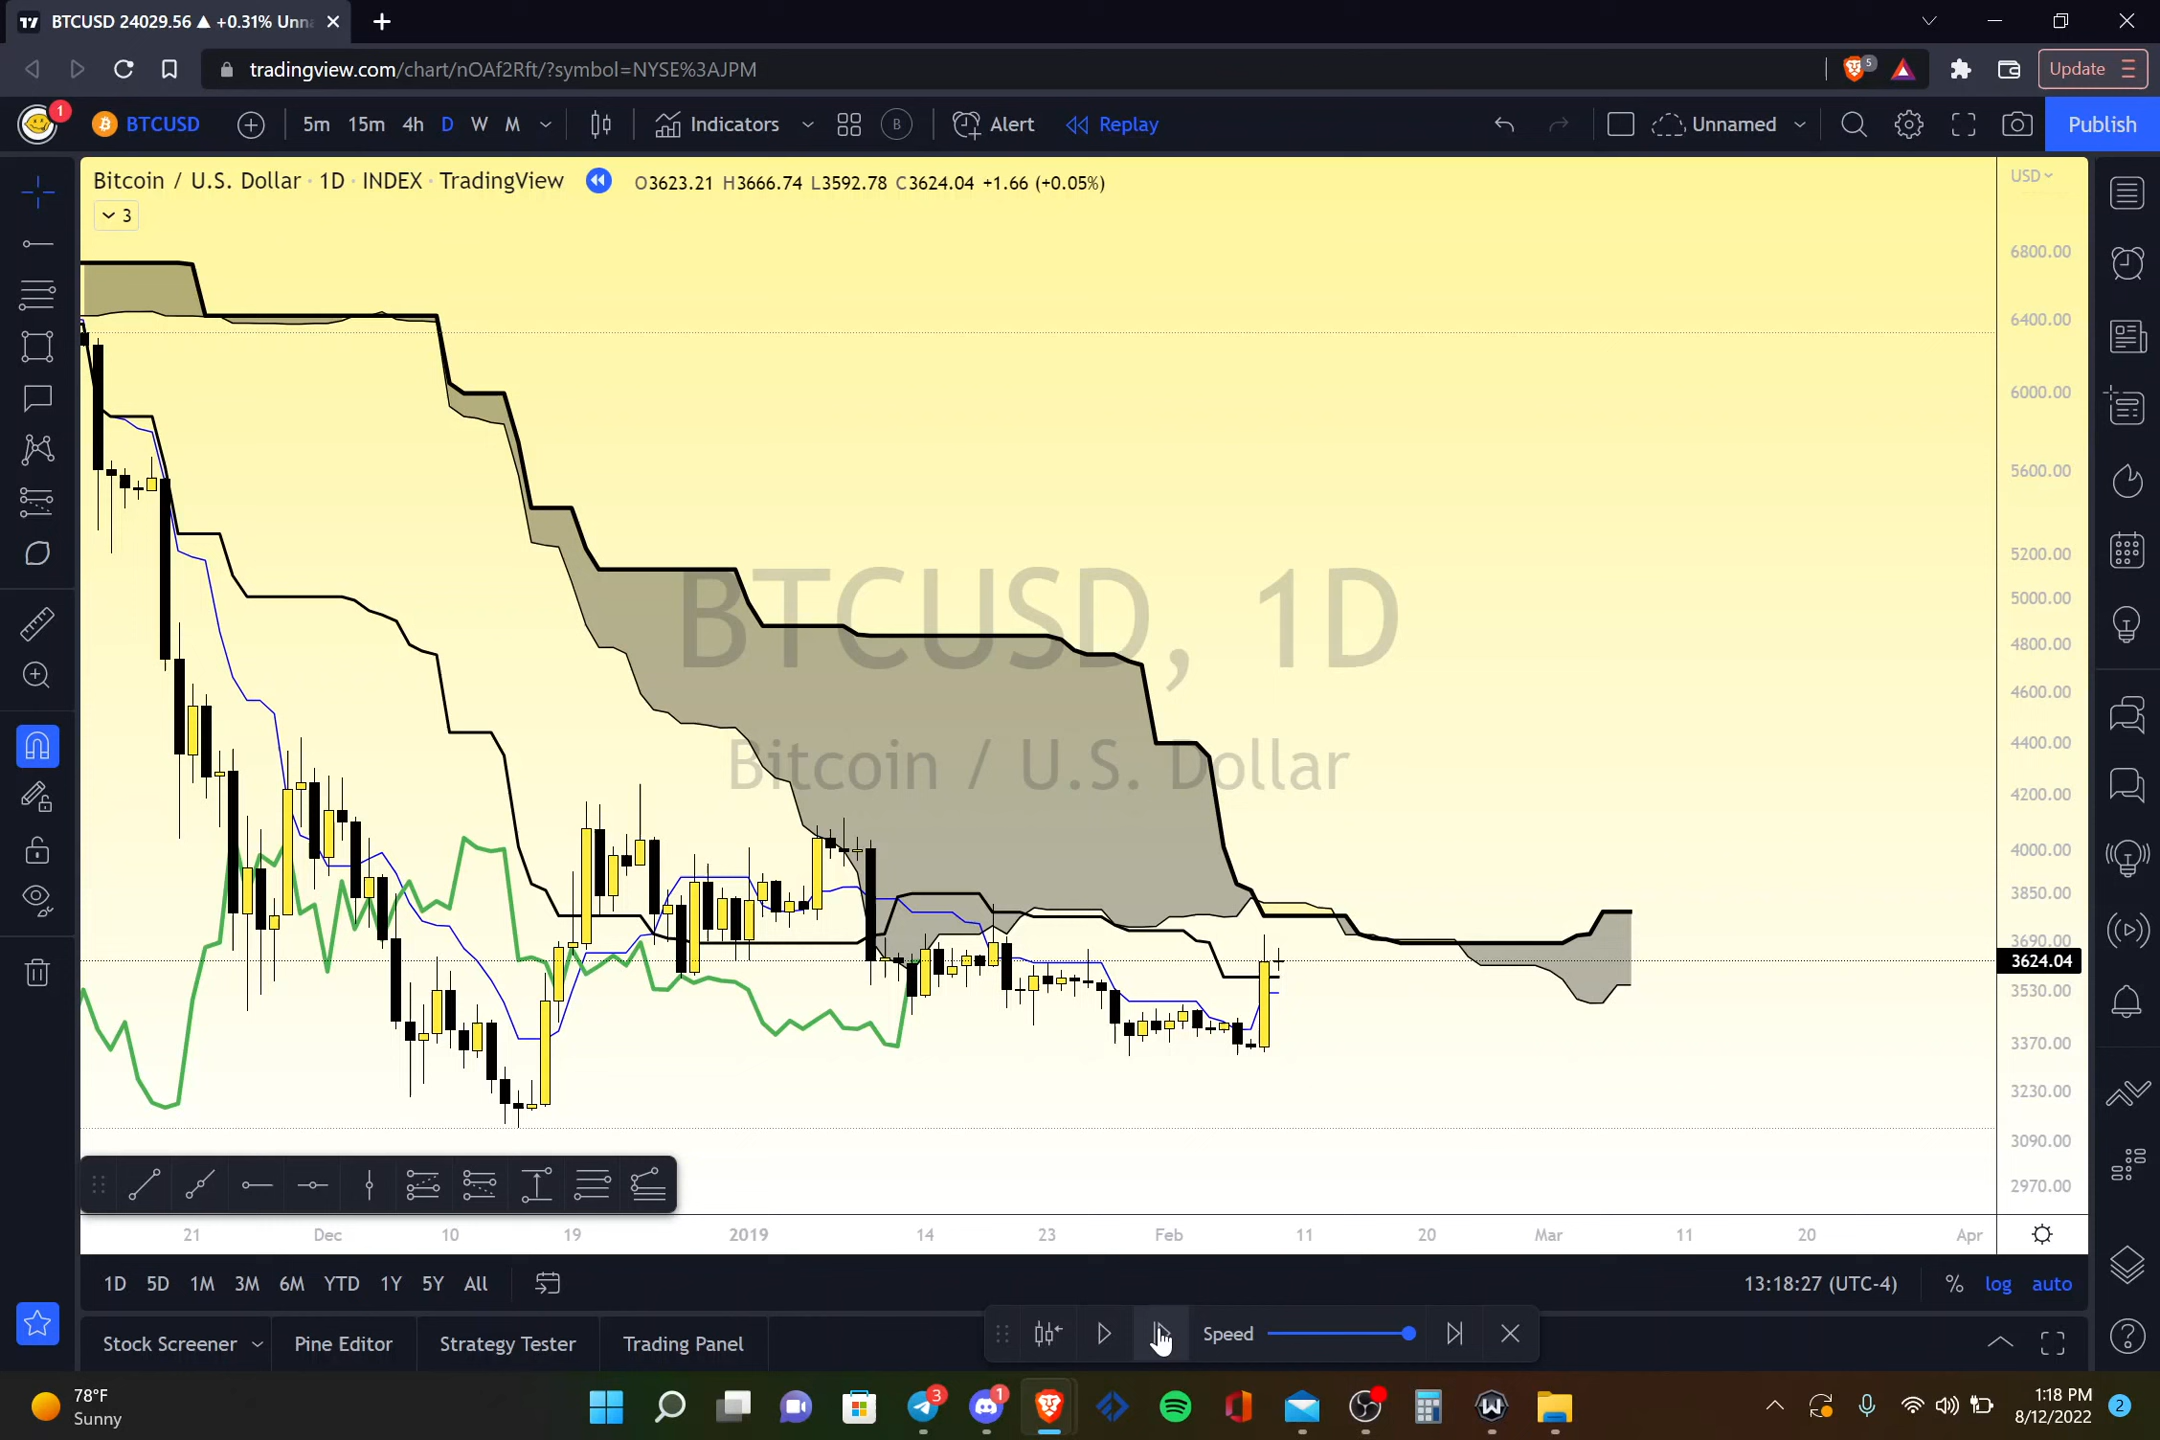 BTCUSD 24029.56 ▲ +0.31% Unn
tradingview.com/chart/nOAf2Rft/?symbol=NYSE%3AJPM
5
Update
1
BTCUSD
5m 15m 4h D W M
Indicators
B
Alert
Replay
Unnamed
Publish
Bitcoin / U.S. Dollar · 1D · INDEX · TradingView
O3623.21 H3666.74 L3592.78 C3624.04 +1.66 (+0.05%)
3
USD
6800.00
6400.00
6000.00
5600.00
5200.00
5000.00
4800.00
4600.00
4400.00
4200.00
4000.00
3850.00
3690.00
3624.04
3530.00
3370.00
3230.00
3090.00
2970.00
BTCUSD, 1D
Bitcoin / U.S. Dollar
21 Dec 10 19 2019 14 23 Feb 11 20 Mar 11 20 Apr
1D 5D 1M 3M 6M YTD 1Y 5Y All
13:18:27 (UTC-4) % log auto
Stock Screener Pine Editor Strategy Tester Trading Panel
Speed
78°F
Sunny
3
1
1:18 PM
8/12/2022
2